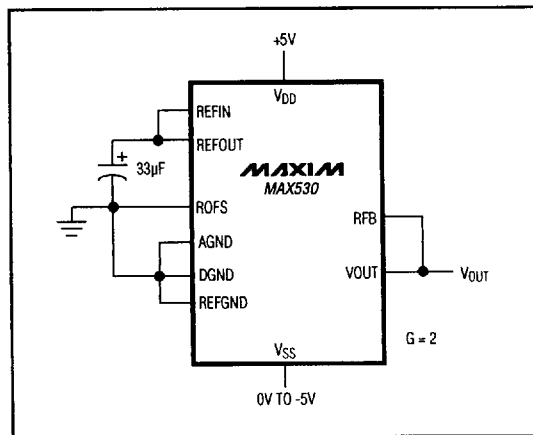 +5V
VDD
REFIN
REFOUT
+
33µF
MAXIM
MAX530
ROFS
RFB
AGND
DGND
VOUT
VOUT
REFGND
G = 2
VSS
0V TO -5V